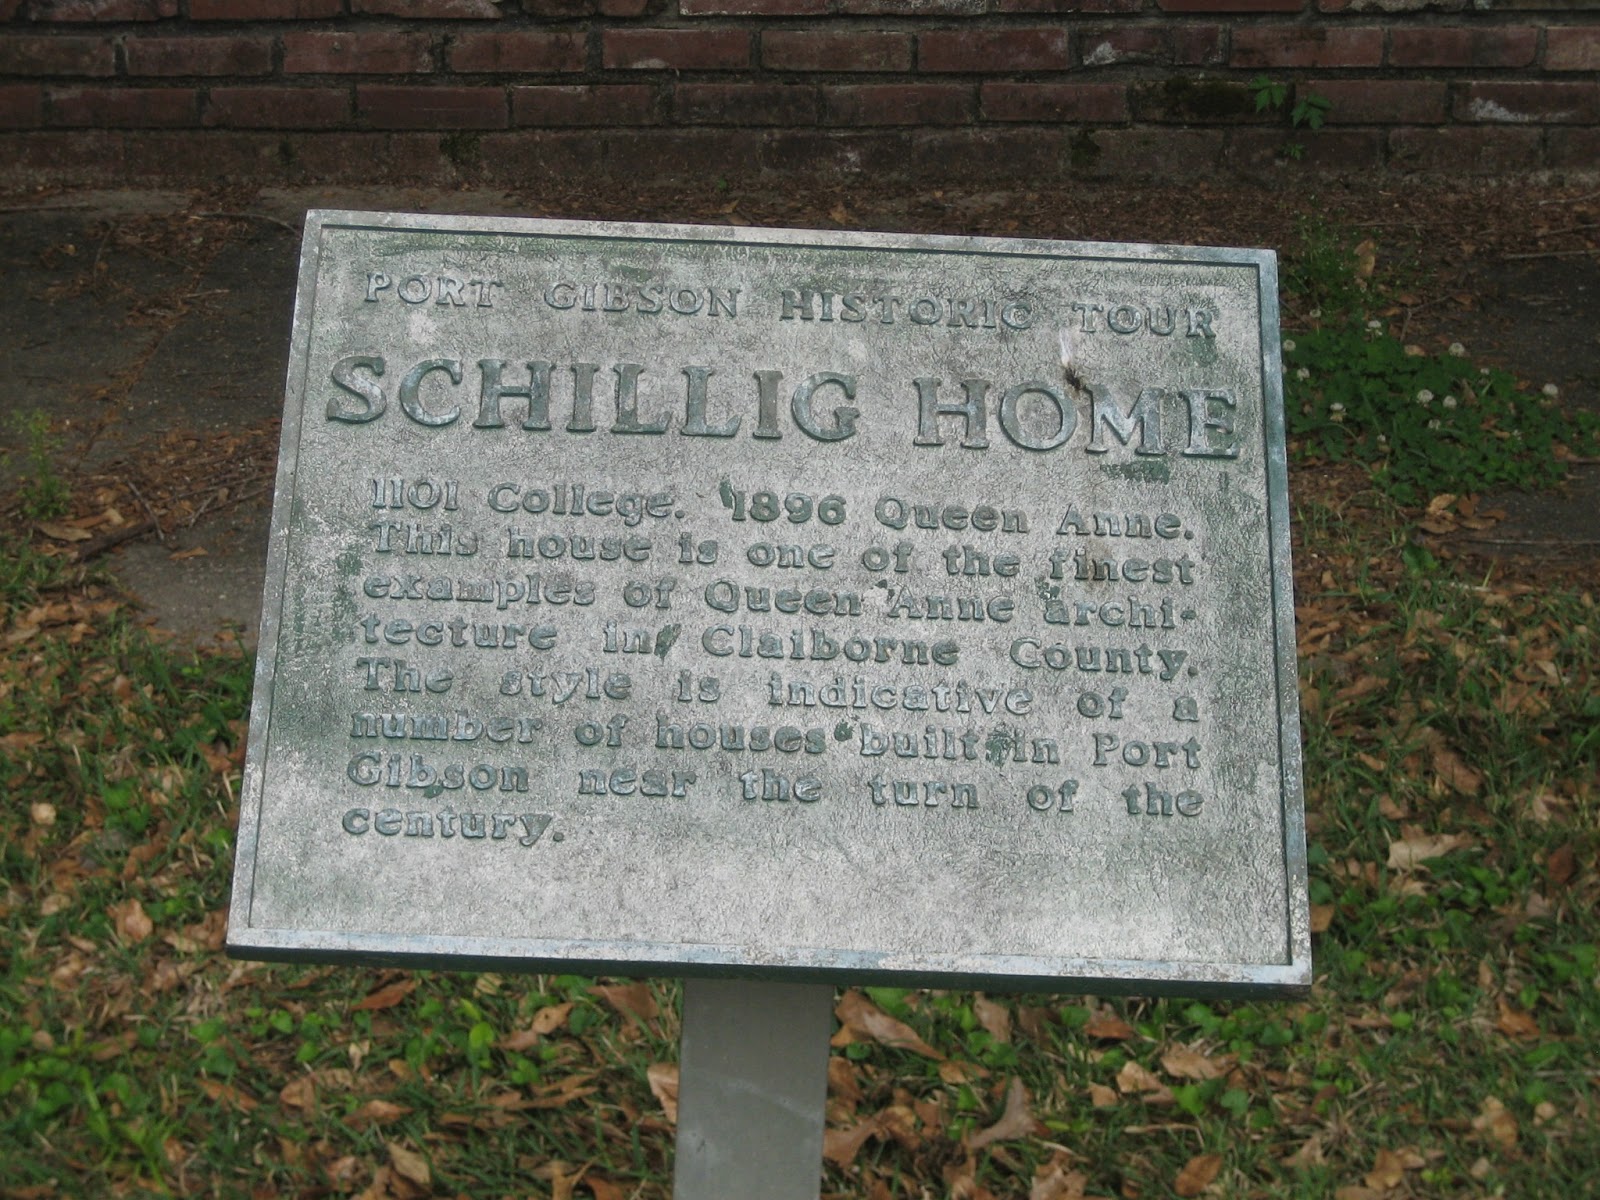 PORT GIBSON HISTORIC TOUR
SCHILLIG HOME
1101 College. 1896 Queen Anne.
This house is one of the finest
examples of Queen Anne archi-
tecture in Claiborne County.
The style is indicative of a
number of houses built in Port
Gibson near the turn of the
century.